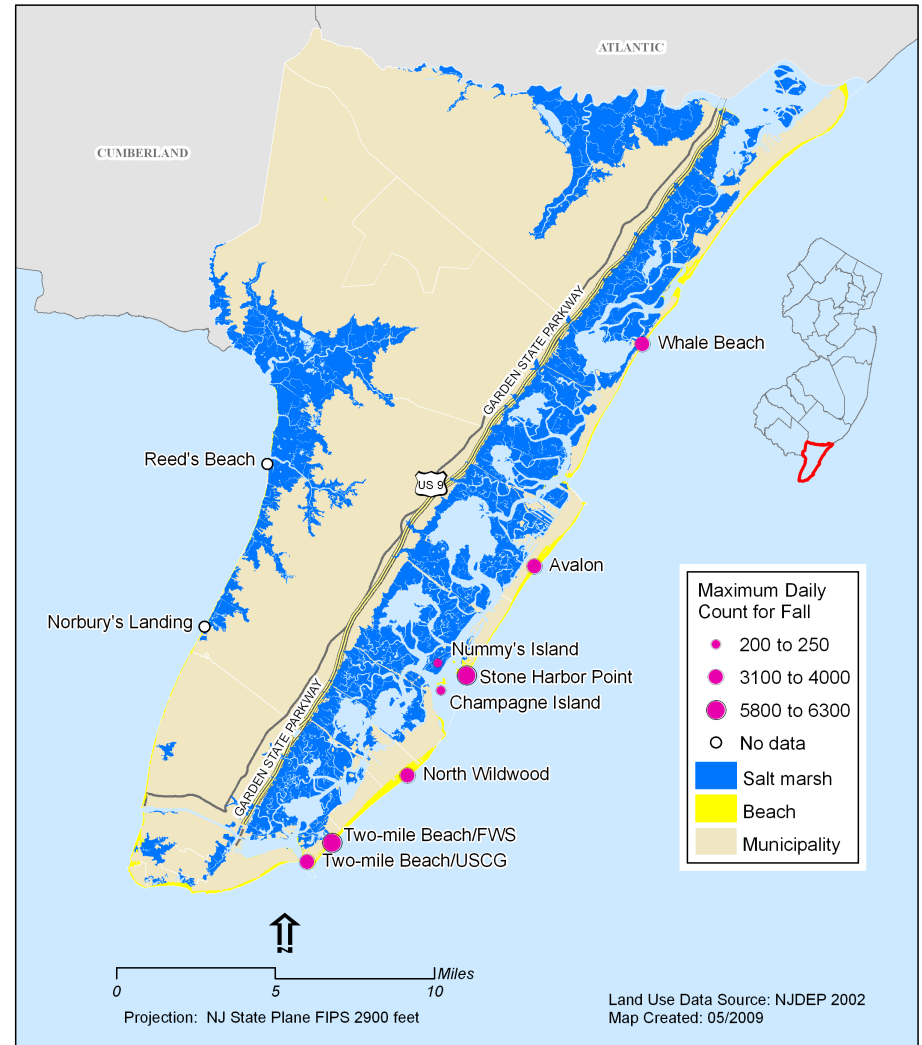 ATLANTIC
CUMBERLAND
GARDEN STATE PARKWAY
Whale Beach
Reed's Beach
US 9
Avalon
Norbury's Landing
Nummy's Island
Stone Harbor Point
Champagne Island
GARDEN STATE PARKWAY
North Wildwood
Two-mile Beach/FWS
Two-mile Beach/USCG
Maximum Daily
Count for Fall
200 to 250
3100 to 4000
5800 to 6300
No data
Salt marsh
Beach
Municipality
N
Miles
0 5 10
Projection: NJ State Plane FIPS 2900 feet
Land Use Data Source: NJDEP 2002
Map Created: 05/2009